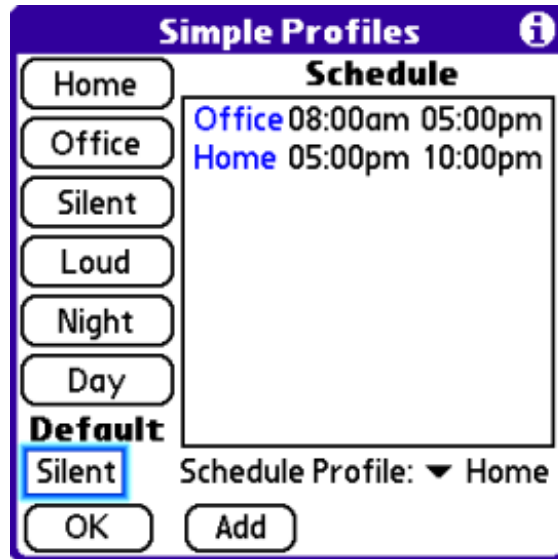 Simple Profiles
Home
Office
Silent
Loud
Night
Day
Default
Silent
OK
Schedule
Office 08:00am 05:00pm
Home 05:00pm 10:00pm
Schedule Profile: Home
Add